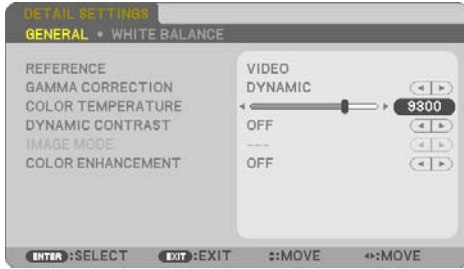 DETAIL SETTINGS
GENERAL • WHITE BALANCE
REFERENCE VIDEO
GAMMA CORRECTION DYNAMIC
COLOR TEMPERATURE 9300
DYNAMIC CONTRAST OFF
IMAGE MODE ---
COLOR ENHANCEMENT OFF
ENTER :SELECT EXIT :EXIT :MOVE :MOVE